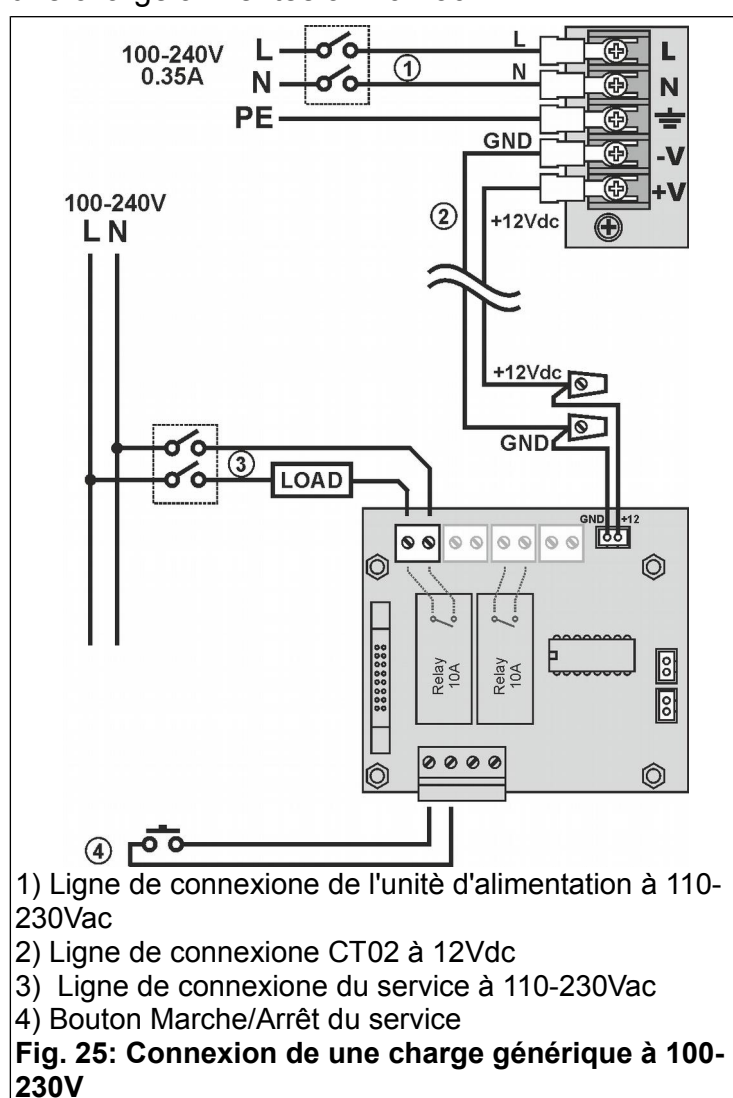 100-240V
0.35A
L
N
PE
1
L
N
L
N
GND
-V
+V
+12Vdc
2
100-240V
L N
+12Vdc
GND
3
LOAD
GND
+12
Relay
10A
Relay
10A
4
1) Ligne de connexione de l'unitè d'alimentation à 110-
230Vac
2) Ligne de connexione CT02 à 12Vdc
3) Ligne de connexione du service à 110-230Vac
4) Bouton Marche/Arrêt du service
Fig. 25: Connexion de une charge générique à 100-
230V